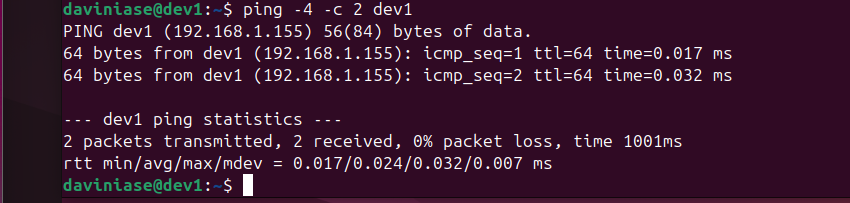 daviniase@dev1:~$ ping -4 -c 2 dev1
PING dev1 (192.168.1.155) 56(84) bytes of data.
64 bytes from dev1 (192.168.1.155): icmp_seq=1 ttl=64 time=0.017 ms
64 bytes from dev1 (192.168.1.155): icmp_seq=2 ttl=64 time=0.032 ms

--- dev1 ping statistics ---
2 packets transmitted, 2 received, 0% packet loss, time 1001ms
rtt min/avg/max/mdev = 0.017/0.024/0.032/0.007 ms
daviniase@dev1:~$